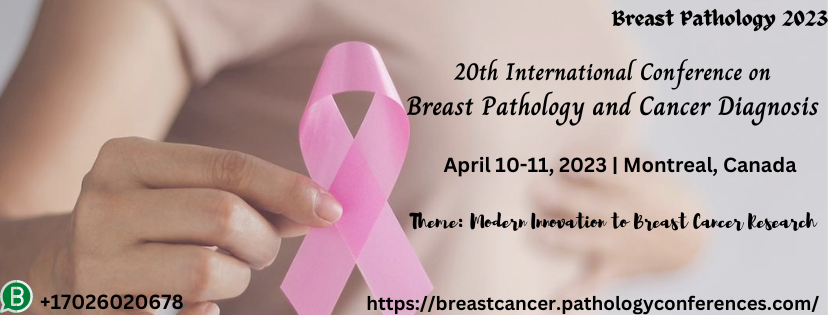 Breast Pathology 2023
20th International Conference on
Breast Pathology and Cancer Diagnosis
April 10-11, 2023 | Montreal, Canada
Theme: Modern Innovation to Breast Cancer Research
B +17026020678
https://breastcancer.pathologyconferences.com/